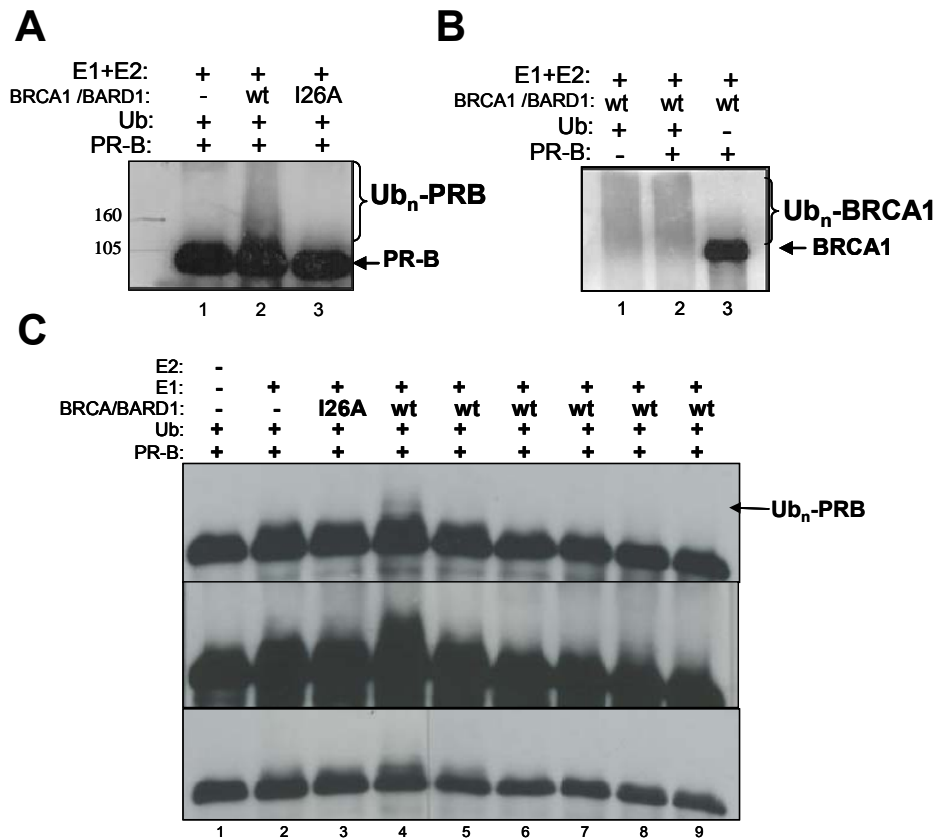 A
E1+E2: + + +
BRCA1 /BARD1: - wt I26A
Ub: + + +
PR-B: + + +
160
105
Ubn-PRB
PR-B
1 2 3
B
E1+E2: + + +
BRCA1 /BARD1: wt wt wt
Ub: + + -
PR-B: - + +
Ubn-BRCA1
BRCA1
1 2 3
C
E2: -
E1: - + + + + + + + +
BRCA/BARD1: - - I26A wt wt wt wt wt wt
Ub: + + + + + + + + +
PR-B: + + + + + + + + +
Ubn-PRB
1 2 3 4 5 6 7 8 9